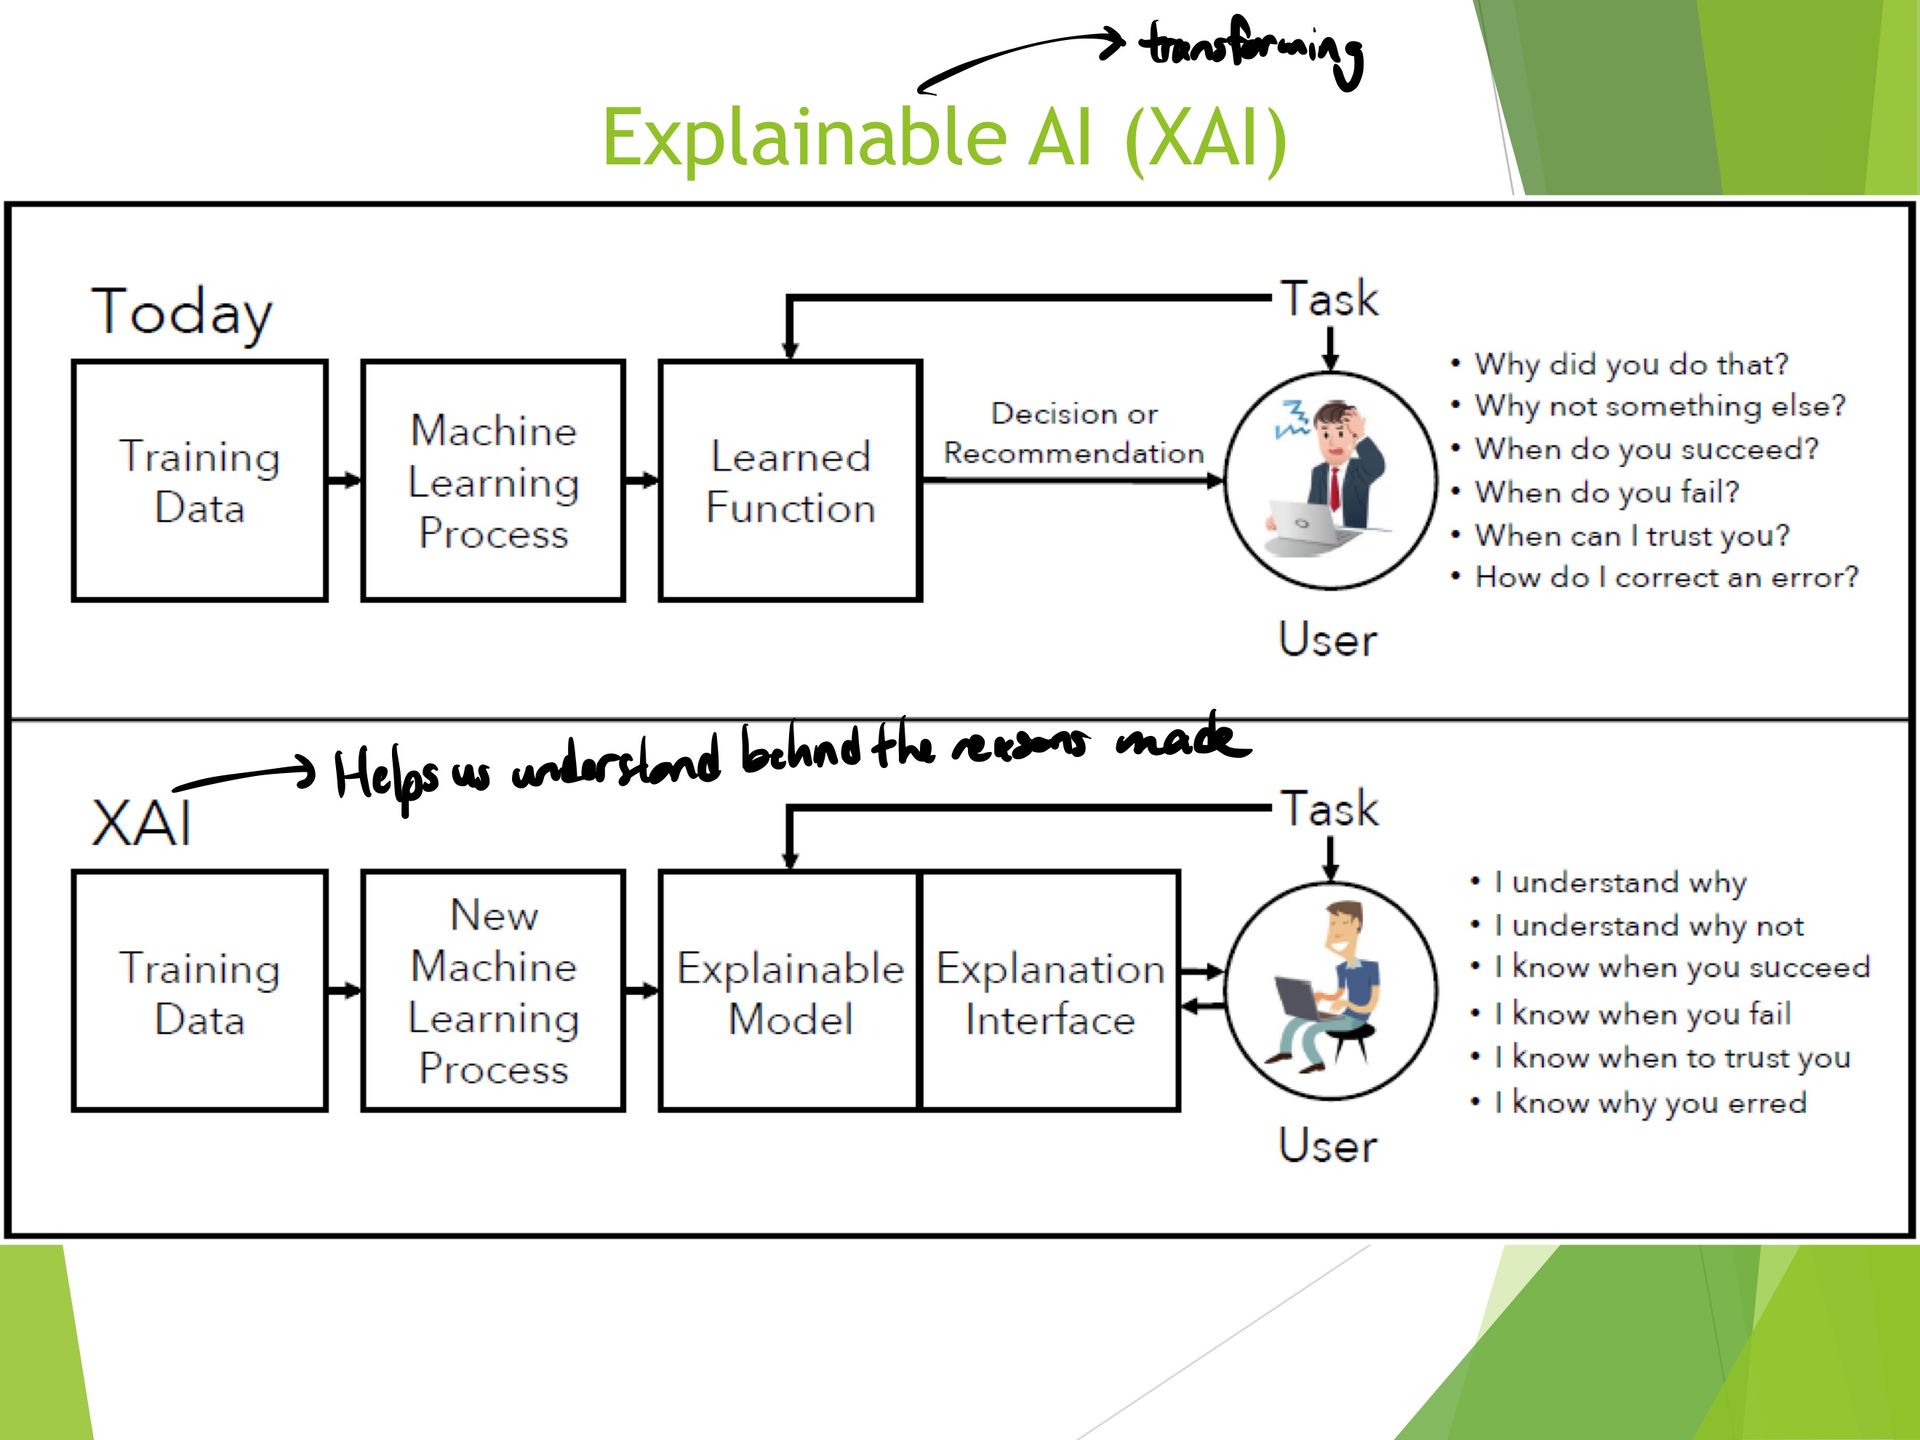 transforming
Explainable AI (XAI)
Today
Training
Data
Machine
Learning
Process
Learned
Function
Decision or
Recommendation
Task
User
• Why did you do that?
• Why not something else?
• When do you succeed?
• When do you fail?
• When can I trust you?
• How do I correct an error?
Helps us understand behind the reasons made
XAI
Training
Data
New
Machine
Learning
Process
Explainable
Model
Explanation
Interface
Task
User
• I understand why
• I understand why not
• I know when you succeed
• I know when you fail
• I know when to trust you
• I know why you erred